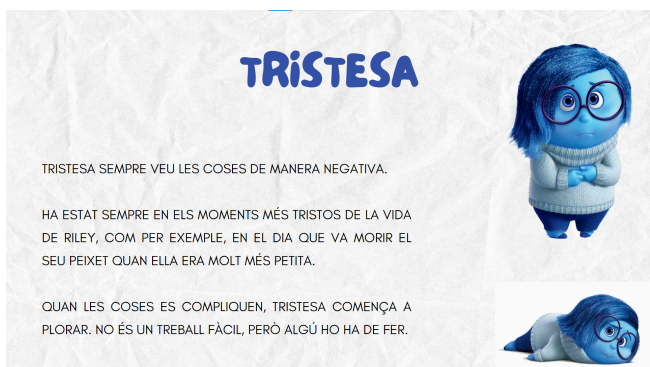 TRISTESA
TRISTESA SEMPRE VEU LES COSES DE MANERA NEGATIVA.
HA ESTAT SEMPRE EN ELS MOMENTS MÉS TRISTOS DE LA VIDA
DE RILEY, COM PER EXEMPLE, EN EL DIA QUE VA MORIR EL
SEU PEIXET QUAN ELLA ERA MOLT MÉS PETITA.
QUAN LES COSES ES COMPLIQUEN, TRISTESA COMENÇA A
PLORAR. NO ÉS UN TREBALL FÀCIL, PERÒ ALGÚ HO HA DE FER.